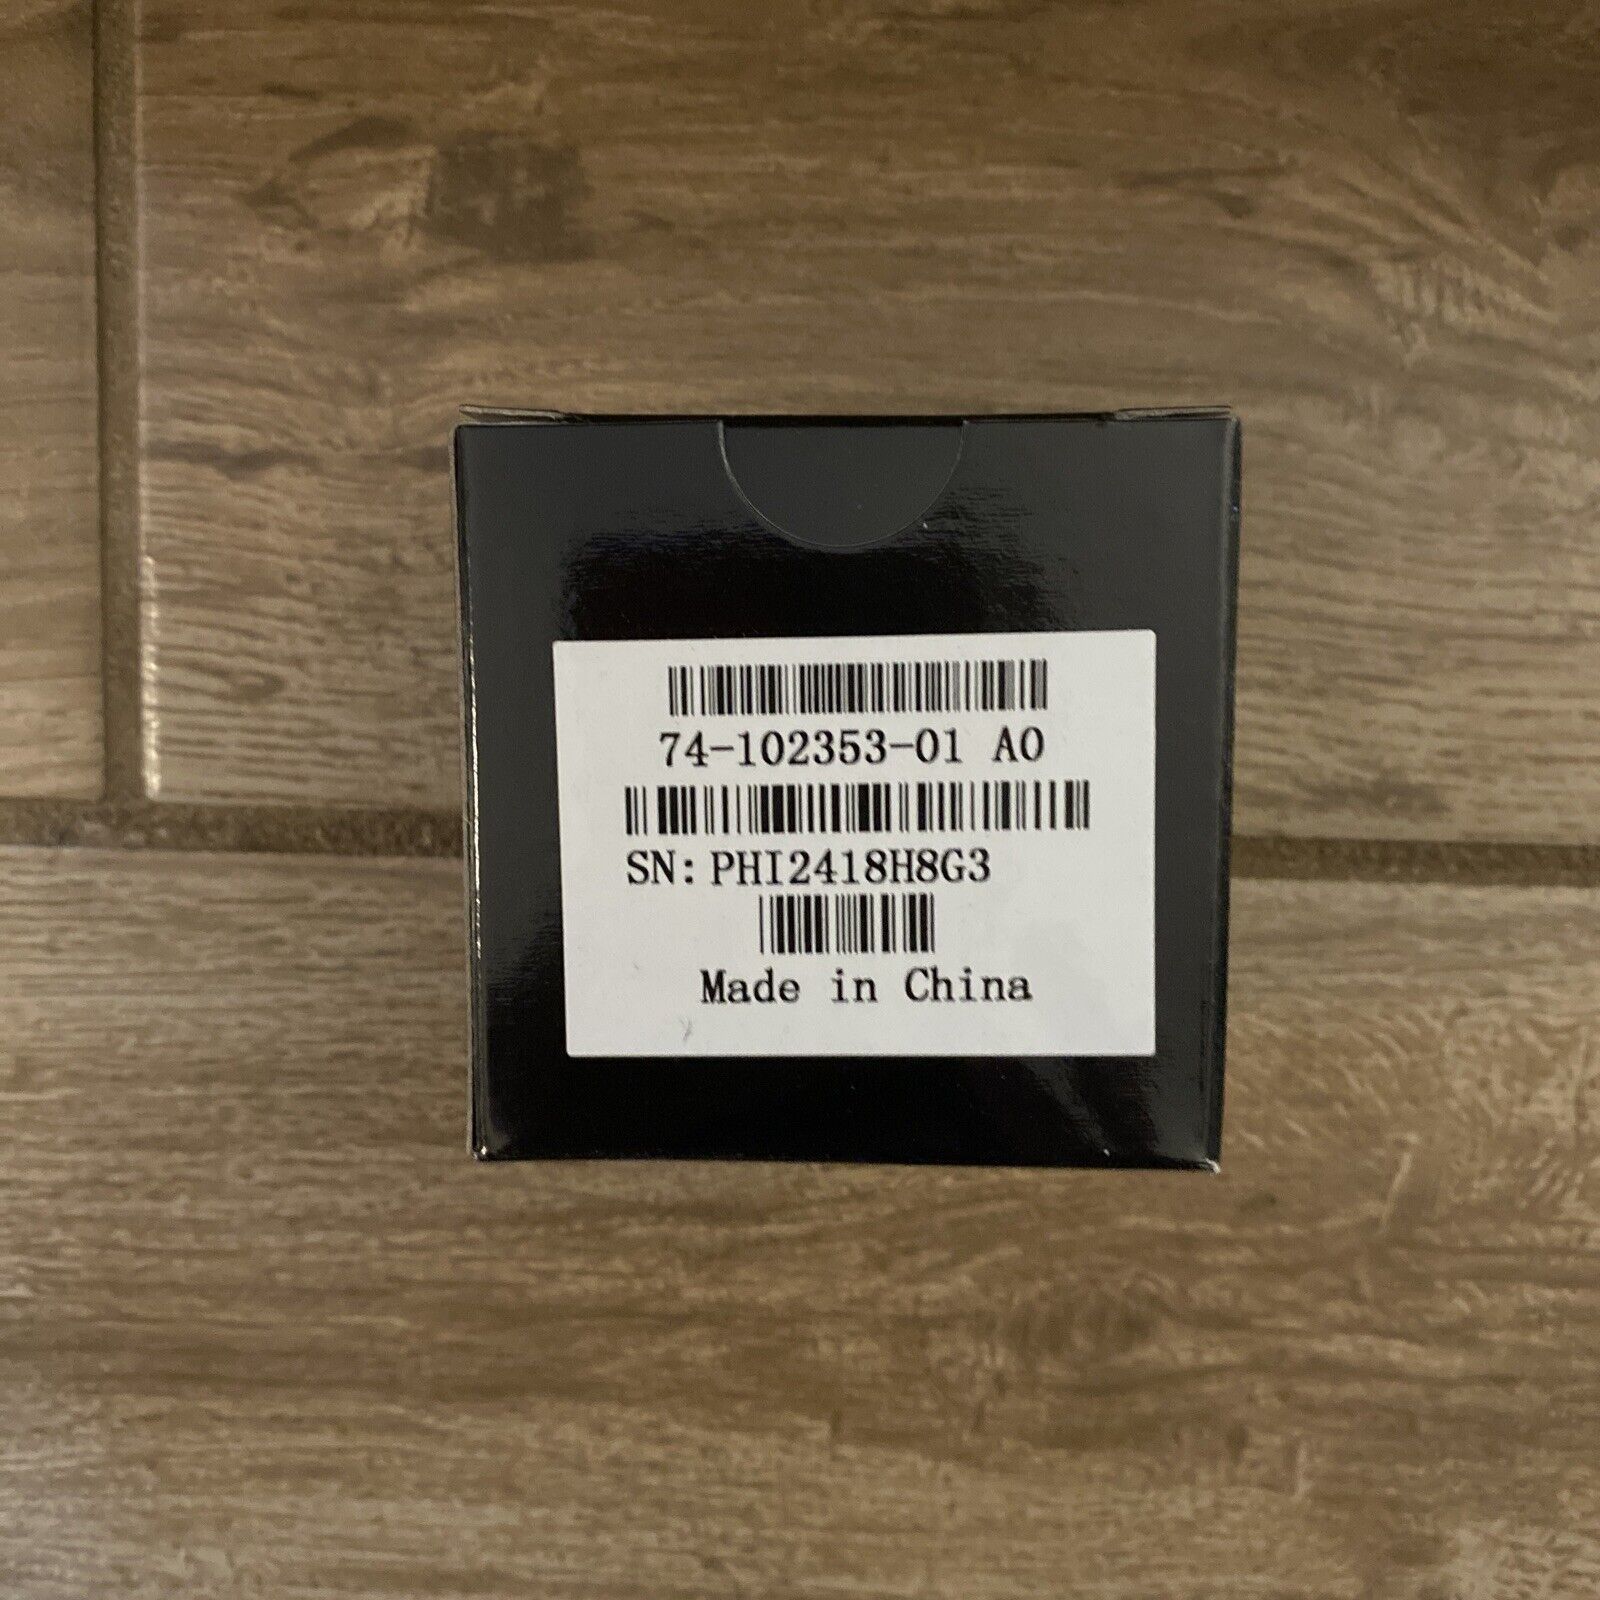 74-102353-01 A0
SN: PHI2418H8G3
Made in China